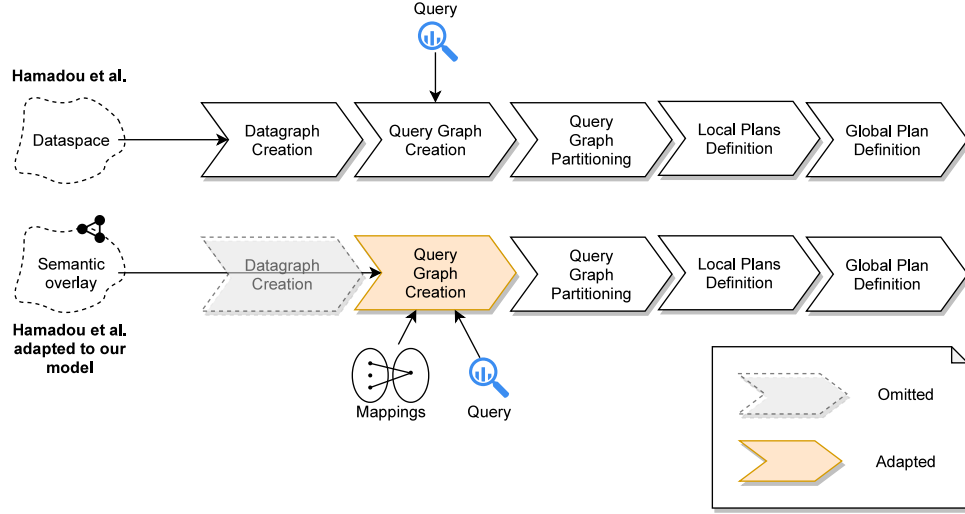 Query
Hamadou et al.
Dataspace
Datagraph
Creation
Query Graph
Creation
Query
Graph
Partitioning
Local Plans
Definition
Global Plan
Definition
Semantic
overlay
Datagraph
Creation
Query
Graph
Creation
Query
Graph
Partitioning
Local Plans
Definition
Global Plan
Definition
Hamadou et al.
adapted to our
model
Mappings
Query
Omitted
Adapted